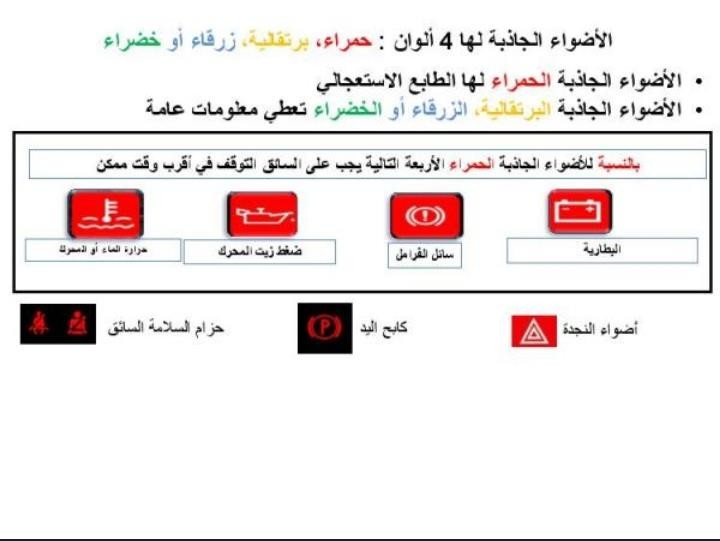 الأضواء الجاذبة لها 4 ألوان : حمراء، برتقالية، زرقاء أو خضراء
• الأضواء الجاذبة الحمراء لها الطابع الاستعجالي
• الأضواء الجاذبة البرتقالية، الزرقاء أو الخضراء تعطي معلومات عامة
بالنسبة للأضواء الجاذبة الحمراء الأربعة التالية يجب على السائق التوقف في أقرب وقت ممكن
البطارية
سائل الفرامل
ضغط زيت المحرك
حرارة الماء أو المحرك
أضواء النجدة
كابح اليد
P
حزام السلامة السائق